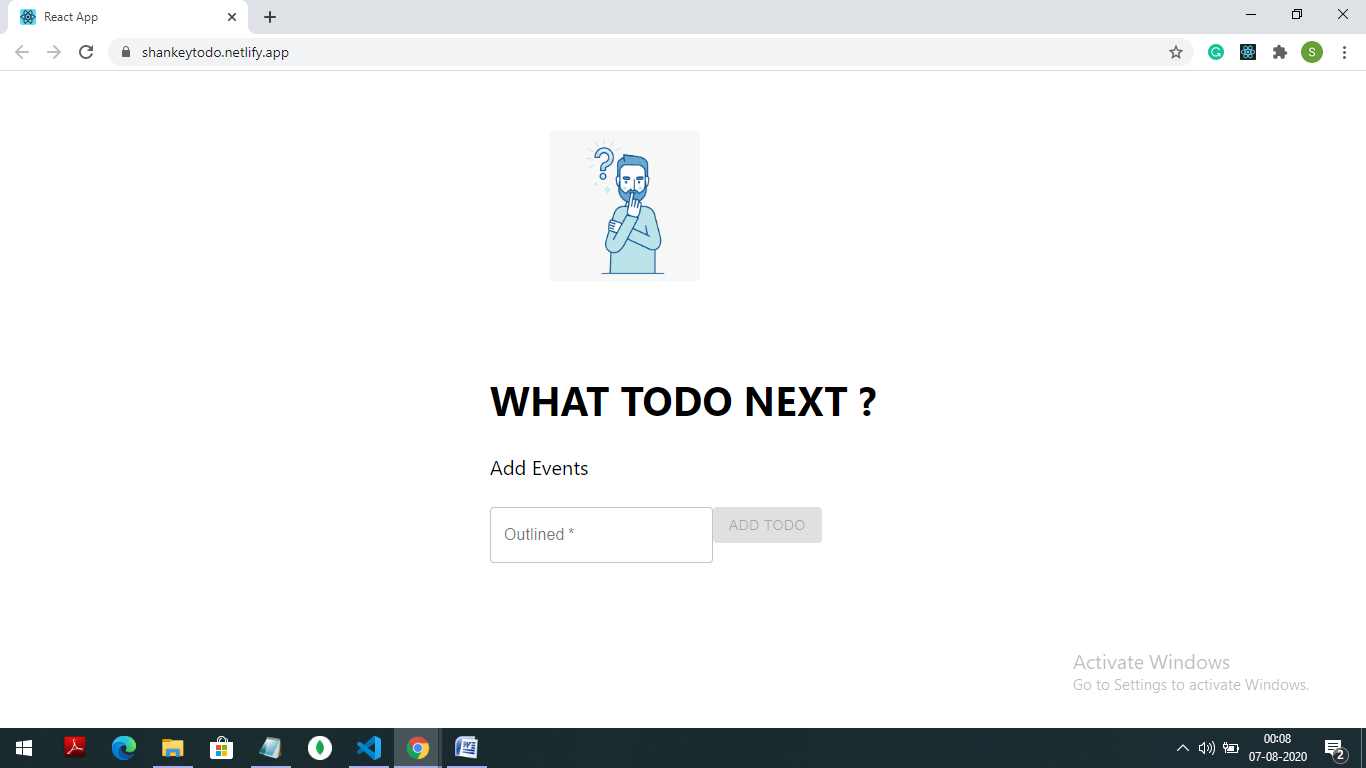 React App
shankeytodo.netlify.app
S
?
WHAT TODO NEXT ?
Add Events
Outlined *
ADD TODO
Activate Windows
Go to Settings to activate Windows.
00:08
07-08-2020
2